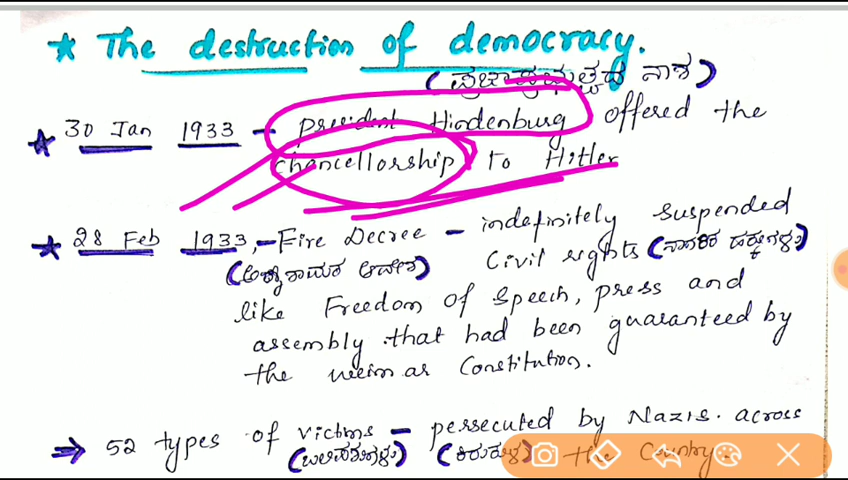 ★ The destruction of democracy.
(ಪ್ರಜಾಪ್ರಭುತ್ವದ ನಾಶ)
★ 30 Jan 1933 - president Hindenburg offered the
chancellorship to Hitler
★ 28 Feb 1933, - Fire Decree - indefinitely suspended
civil rights (ನಾಗರಿಕ ಹಕ್ಕುಗಳು)
like Freedom of speech, press and
assembly that had been guaranteed by
the weimar Constitution.
⇒ 52 types of victims - persecuted by Nazis. across
(ಬಲಿಪಶುಗಳು) the Country.